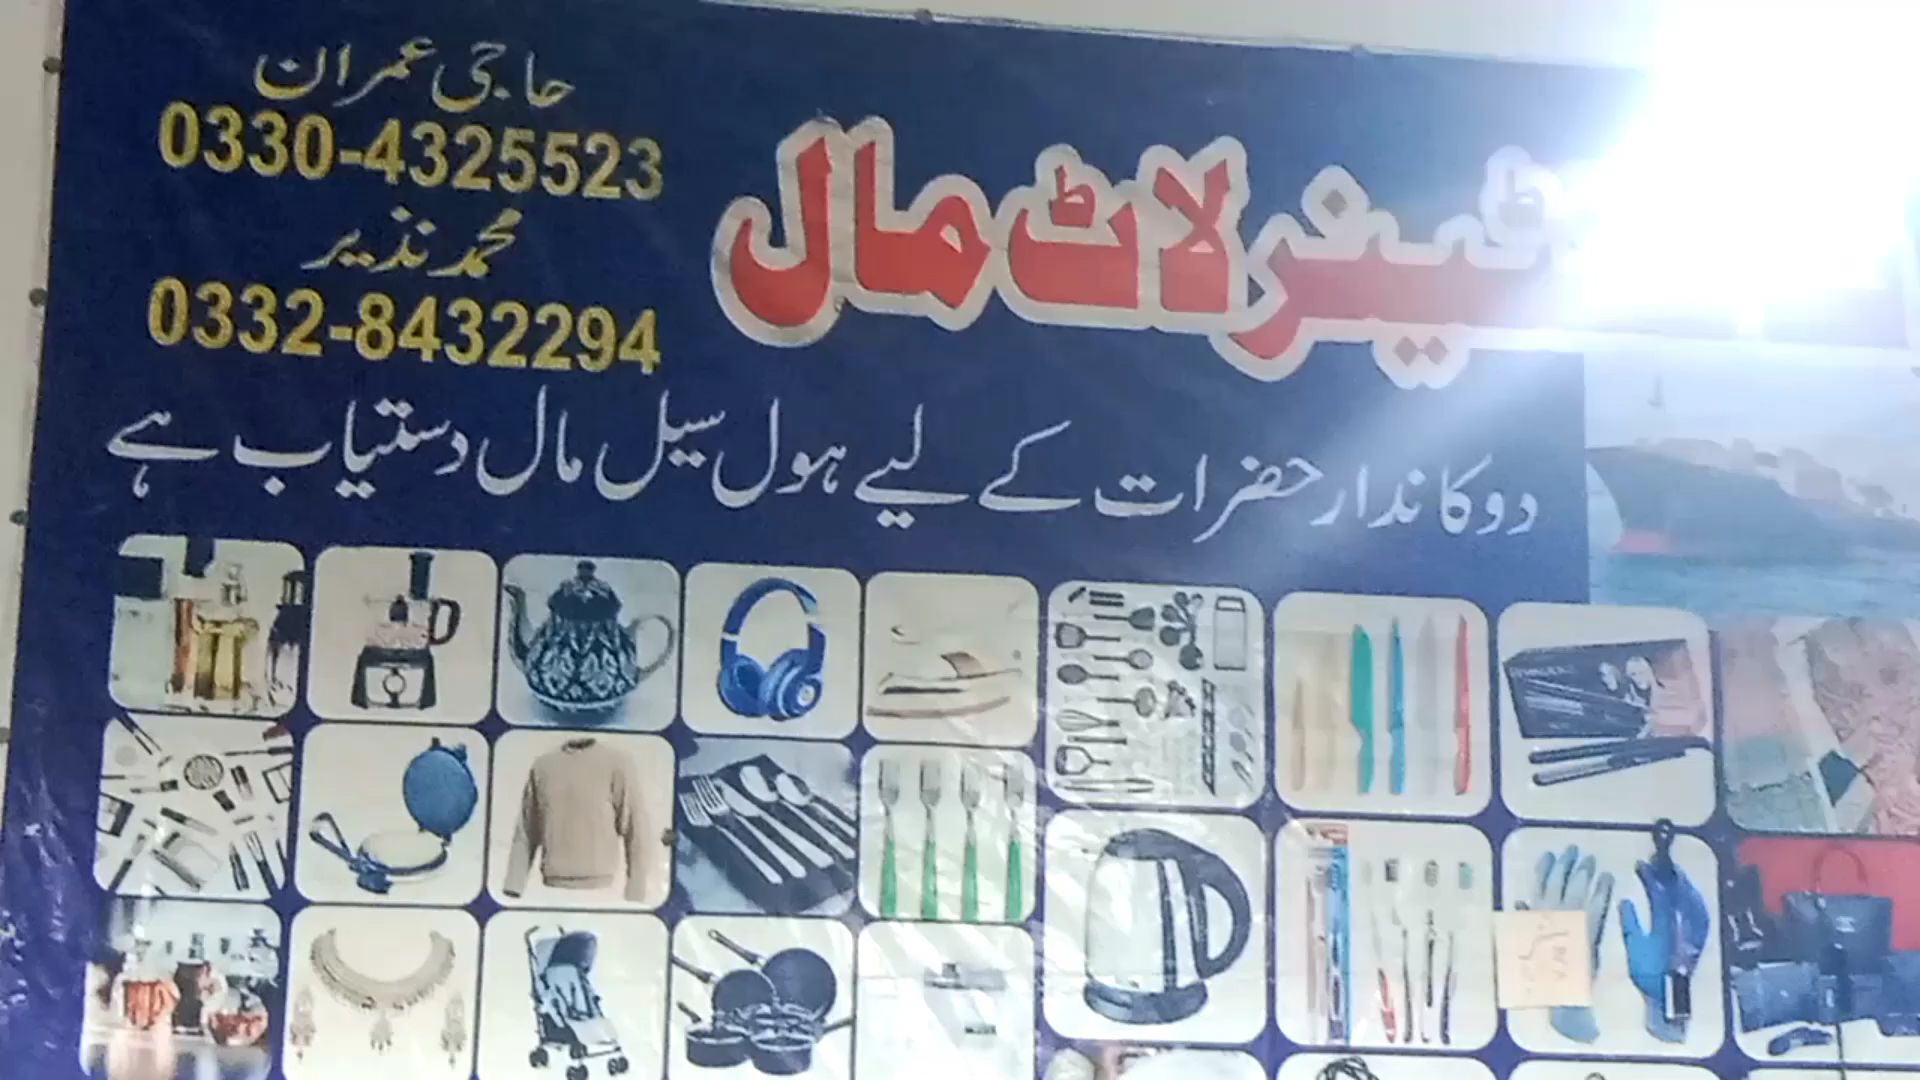 حاجی عمران
0330-4325523
محمد نذیر
0332-8432294
لاٹ مال
دوکاندار حضرات کے لیے ہول سیل مال دستیاب ہے